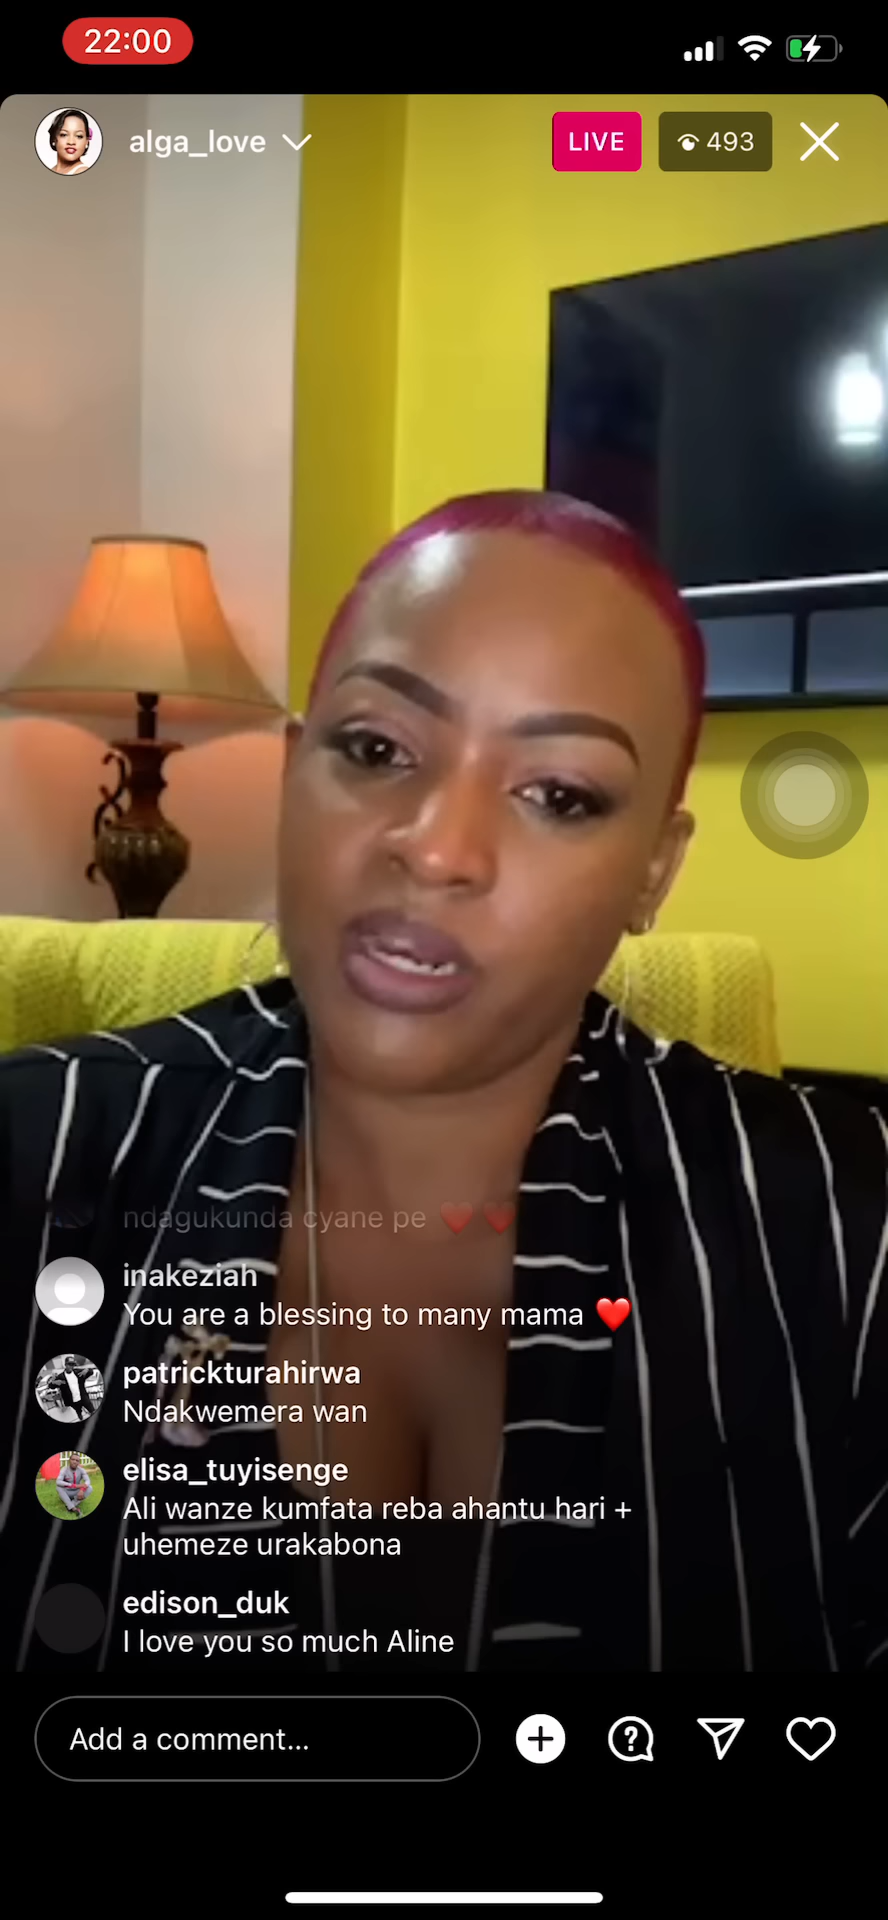 22:00
alga_love
LIVE
493
ndagukunda cyane pe ❤️❤️
inakeziah
You are a blessing to many mama ❤️
patrickturahirwa
Ndakwemera wan
elisa_tuyisenge
Ali wanze kumfata reba ahantu hari +
uhemeze urakabona
edison_duk
I love you so much Aline
Add a comment...